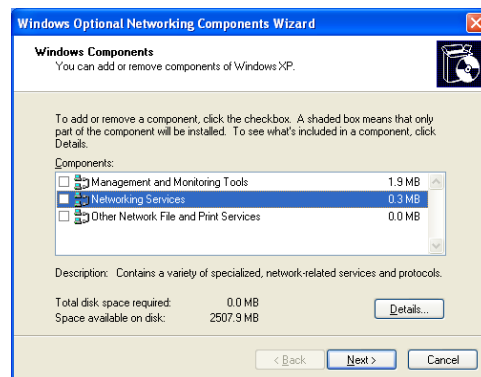 Windows Optional Networking Components Wizard
Windows Components
You can add or remove components of Windows XP.
To add or remove a component, click the checkbox. A shaded box means that only
part of the component will be installed. To see what's included in a component, click
Details.
Components:
Management and Monitoring Tools 1.9 MB
Networking Services 0.3 MB
Other Network File and Print Services 0.0 MB
Description: Contains a variety of specialized, network-related services and protocols.
Total disk space required: 0.0 MB
Space available on disk: 2507.9 MB
Details...
< Back Next > Cancel